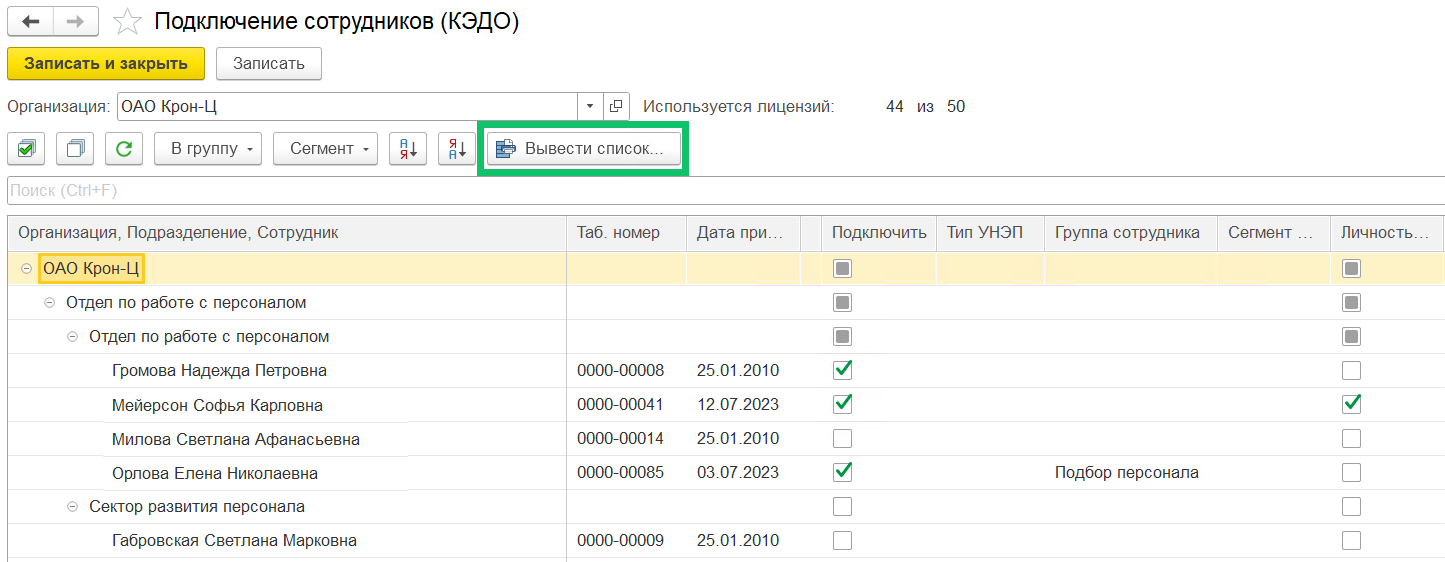 Подключение сотрудников (КЭДО)
Записать и закрыть Записать
Организация: ОАО Крон-Ц Используется лицензий: 44 из 50
В группу Сегмент А Я Я А Вывести список...
Поиск (Ctrl+F)
Организация, Подразделение, Сотрудник Таб. номер Дата при... Подключить Тип УНЭП Группа сотрудника Сегмент ... Личность...
ОАО Крон-Ц
Отдел по работе с персоналом
Отдел по работе с персоналом
Громова Надежда Петровна 0000-00008 25.01.2010
Мейерсон Софья Карловна 0000-00041 12.07.2023
Милова Светлана Афанасьевна 0000-00014 25.01.2010
Орлова Елена Николаевна 0000-00085 03.07.2023 Подбор персонала
Сектор развития персонала
Габровская Светлана Марковна 0000-00009 25.01.2010